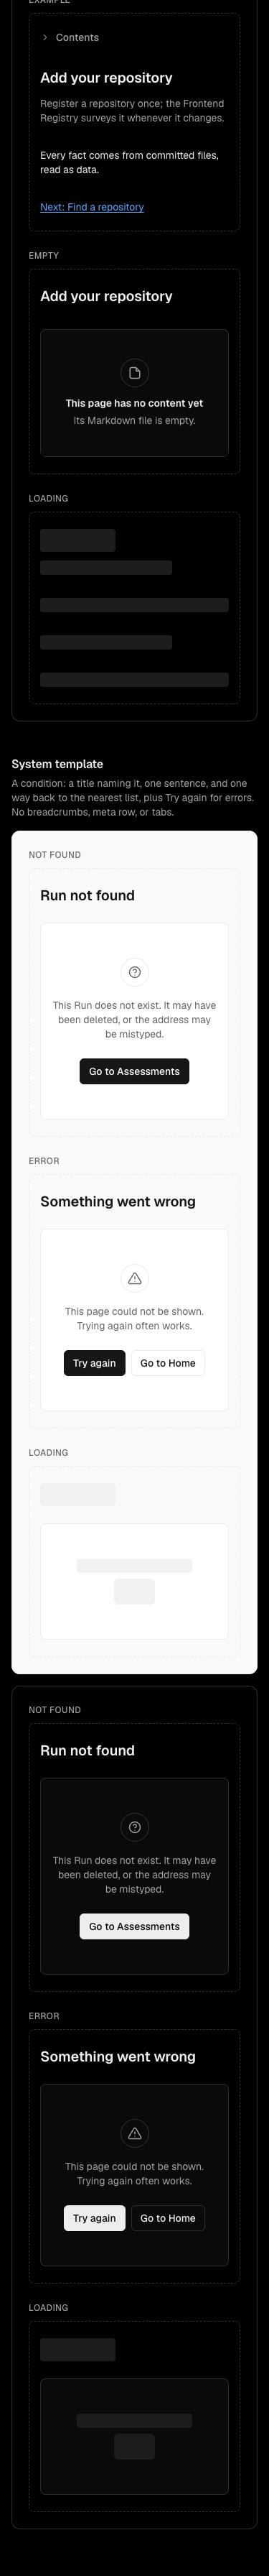 EXAMPLE
Contents
Add your repository
Register a repository once; the Frontend
Registry surveys it whenever it changes.
Every fact comes from committed files,
read as data.
Next: Find a repository
EMPTY
Add your repository
This page has no content yet
Its Markdown file is empty.
LOADING
System template
A condition: a title naming it, one sentence, and one
way back to the nearest list, plus Try again for errors.
No breadcrumbs, meta row, or tabs.
NOT FOUND
Run not found
This Run does not exist. It may have
been deleted, or the address may
be mistyped.
Go to Assessments
ERROR
Something went wrong
This page could not be shown.
Trying again often works.
Try again
Go to Home
LOADING
NOT FOUND
Run not found
This Run does not exist. It may have
been deleted, or the address may
be mistyped.
Go to Assessments
ERROR
Something went wrong
This page could not be shown.
Trying again often works.
Try again
Go to Home
LOADING